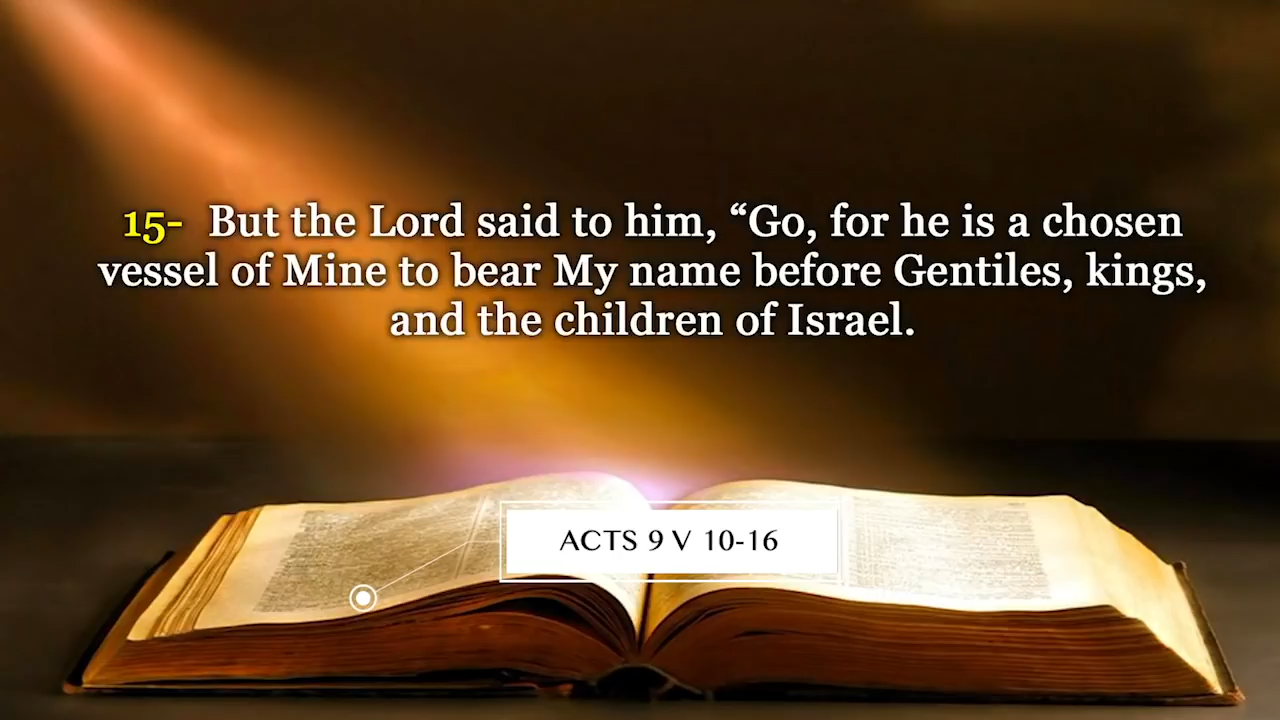 15- But the Lord said to him, “Go, for he is a chosen
vessel of Mine to bear My name before Gentiles, kings,
and the children of Israel.
ACTS 9 V 10-16